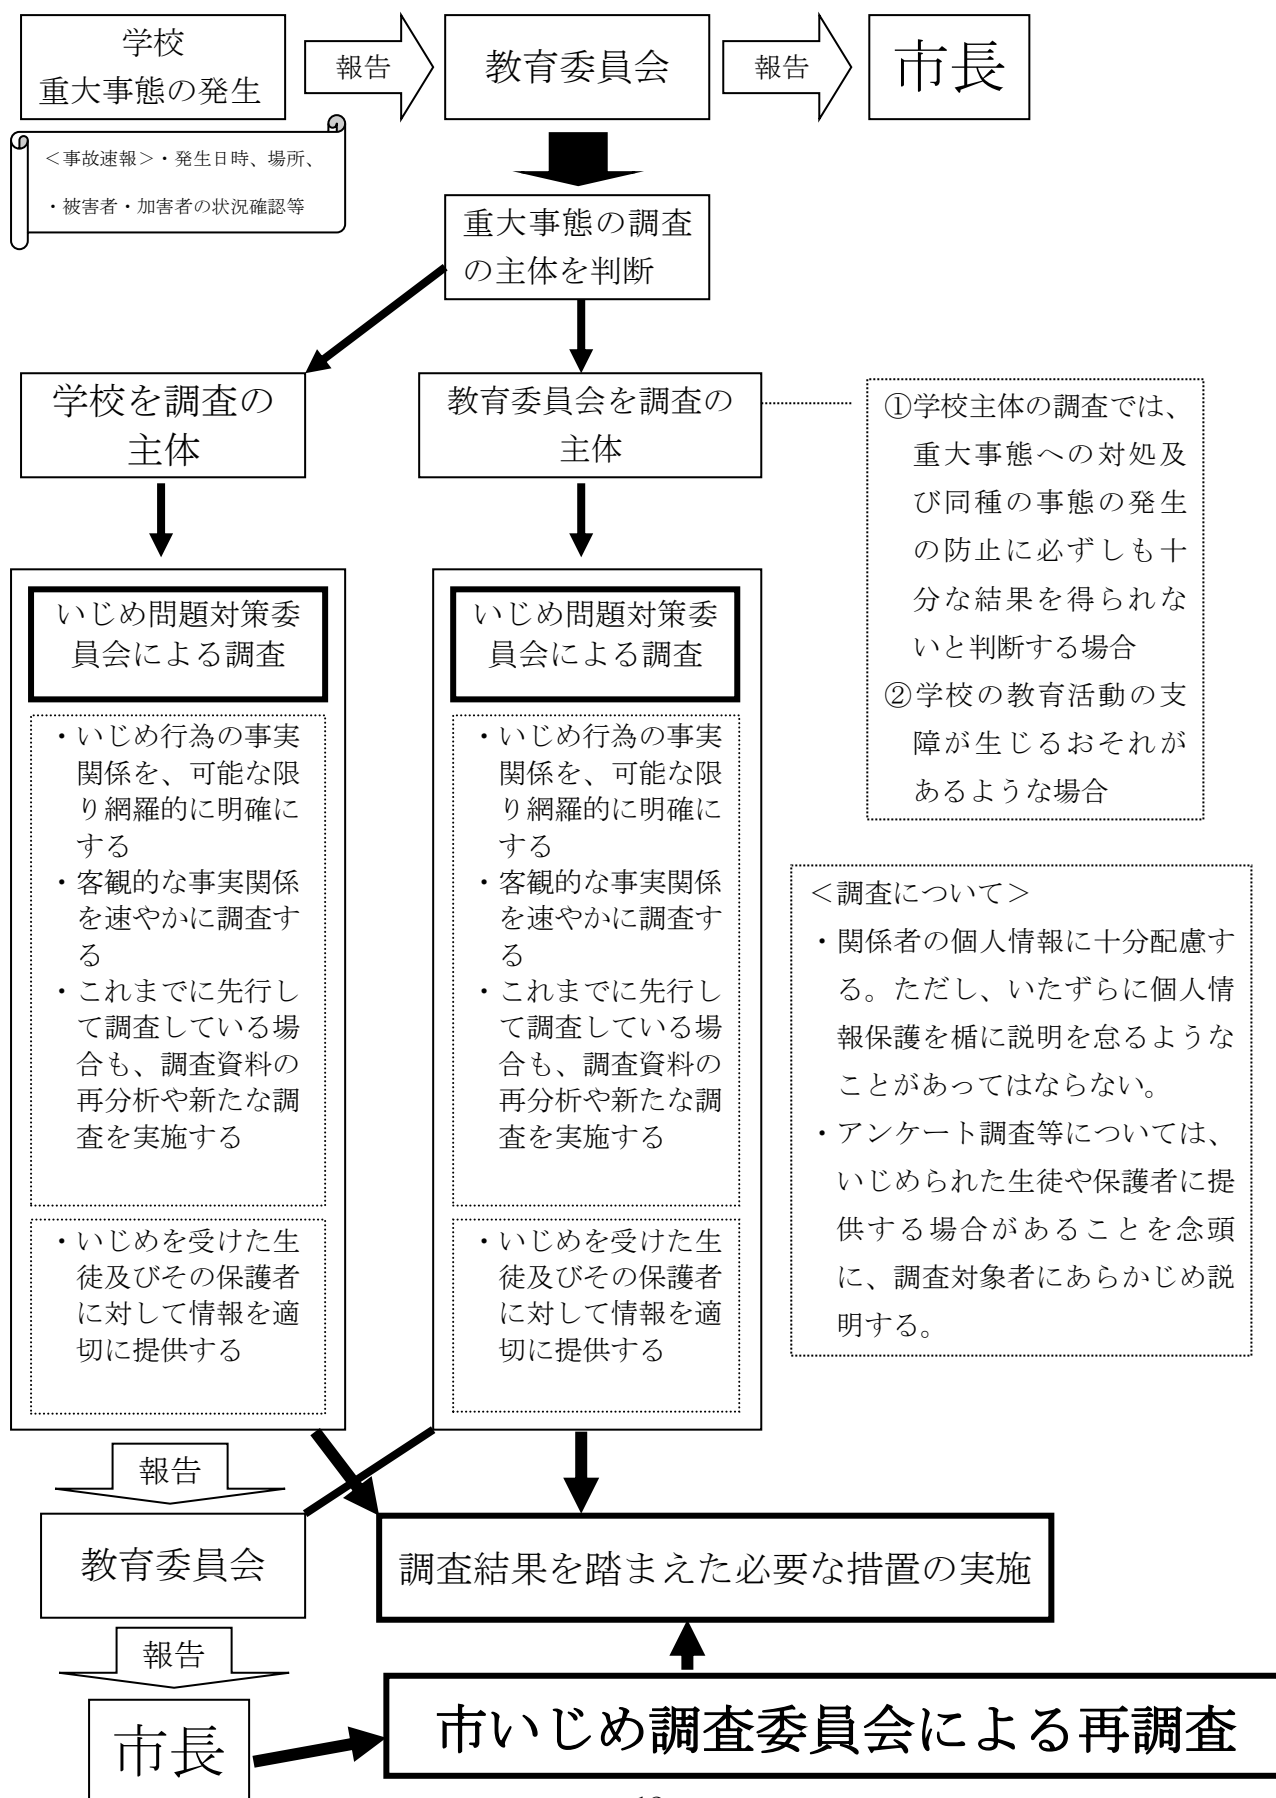 学校
重大事態の発生
報告
教育委員会
報告
市長
＜事故速報＞・発生日時、場所、
・被害者・加害者の状況確認等
重大事態の調査
の主体を判断
学校を調査の
主体
教育委員会を調査の
主体
①学校主体の調査では、
重大事態への対処及
び同種の事態の発生
の防止に必ずしも十
分な結果を得られな
いと判断する場合
②学校の教育活動の支
障が生じるおそれが
あるような場合
いじめ問題対策委
員会による調査
・いじめ行為の事実
関係を、可能な限
り網羅的に明確に
する
・客観的な事実関係
を速やかに調査す
る
・これまでに先行し
て調査している場
合も、調査資料の
再分析や新たな調
査を実施する
・いじめを受けた生
徒及びその保護者
に対して情報を適
切に提供する
いじめ問題対策委
員会による調査
・いじめ行為の事実
関係を、可能な限
り網羅的に明確に
する
・客観的な事実関係
を速やかに調査す
る
・これまでに先行し
て調査している場
合も、調査資料の
再分析や新たな調
査を実施する
・いじめを受けた生
徒及びその保護者
に対して情報を適
切に提供する
＜調査について＞
・関係者の個人情報に十分配慮す
る。ただし、いたずらに個人情
報保護を楯に説明を怠るような
ことがあってはならない。
・アンケート調査等については、
いじめられた生徒や保護者に提
供する場合があることを念頭
に、調査対象者にあらかじめ説
明する。
報告
教育委員会
調査結果を踏まえた必要な措置の実施
報告
市長
市いじめ調査委員会による再調査